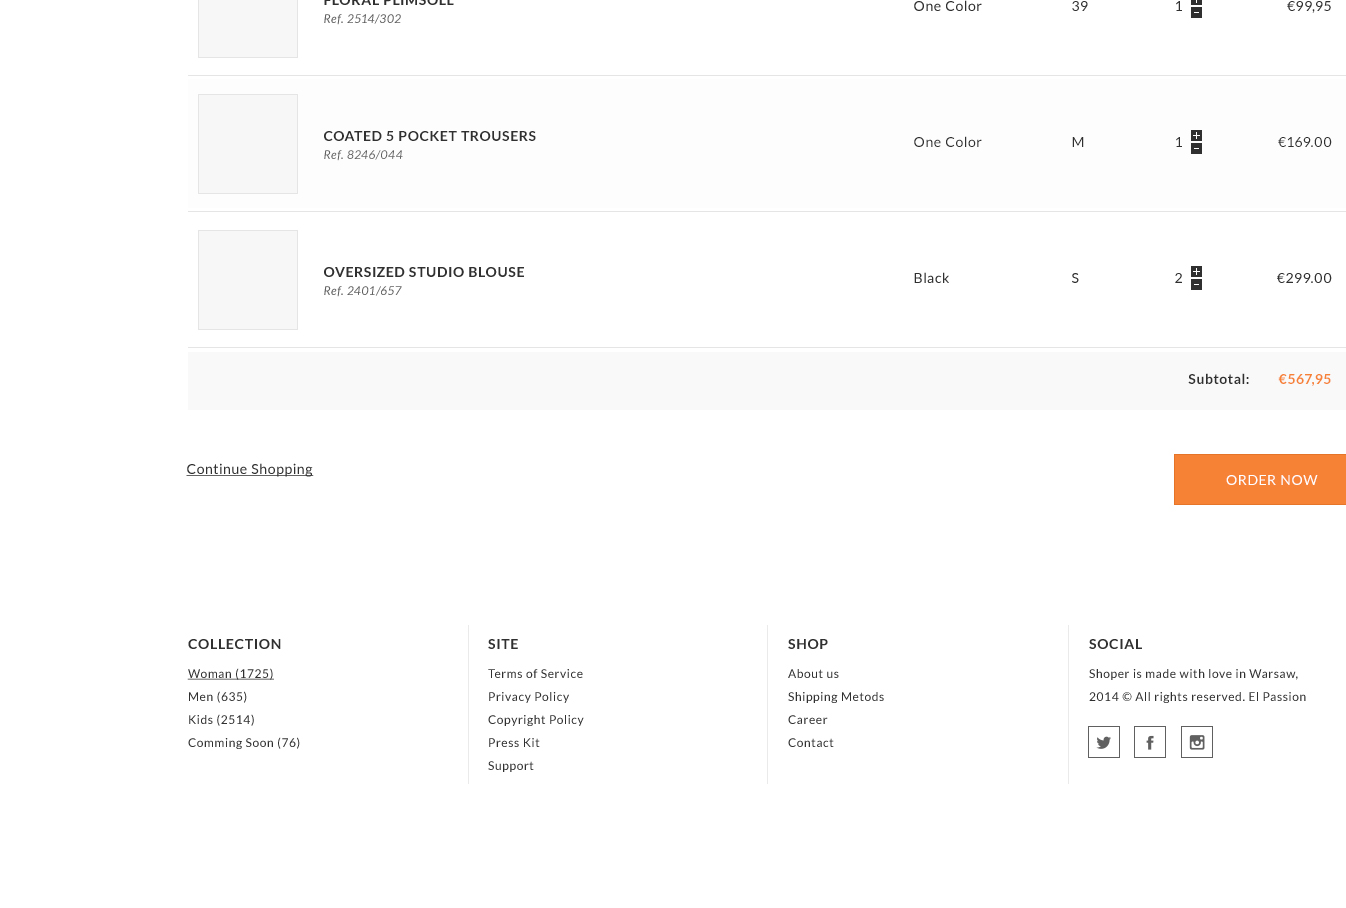 FLORAL PLIMSOLL
Ref. 2514/302
One Color 39 1 €99,95
COATED 5 POCKET TROUSERS
Ref. 8246/044
One Color M 1 €169.00
OVERSIZED STUDIO BLOUSE
Ref. 2401/657
Black S 2 €299.00
Subtotal: €567,95
Continue Shopping
ORDER NOW
COLLECTION
Woman (1725)
Men (635)
Kids (2514)
Comming Soon (76)
SITE
Terms of Service
Privacy Policy
Copyright Policy
Press Kit
Support
SHOP
About us
Shipping Metods
Career
Contact
SOCIAL
Shoper is made with love in Warsaw,
2014 © All rights reserved. El Passion